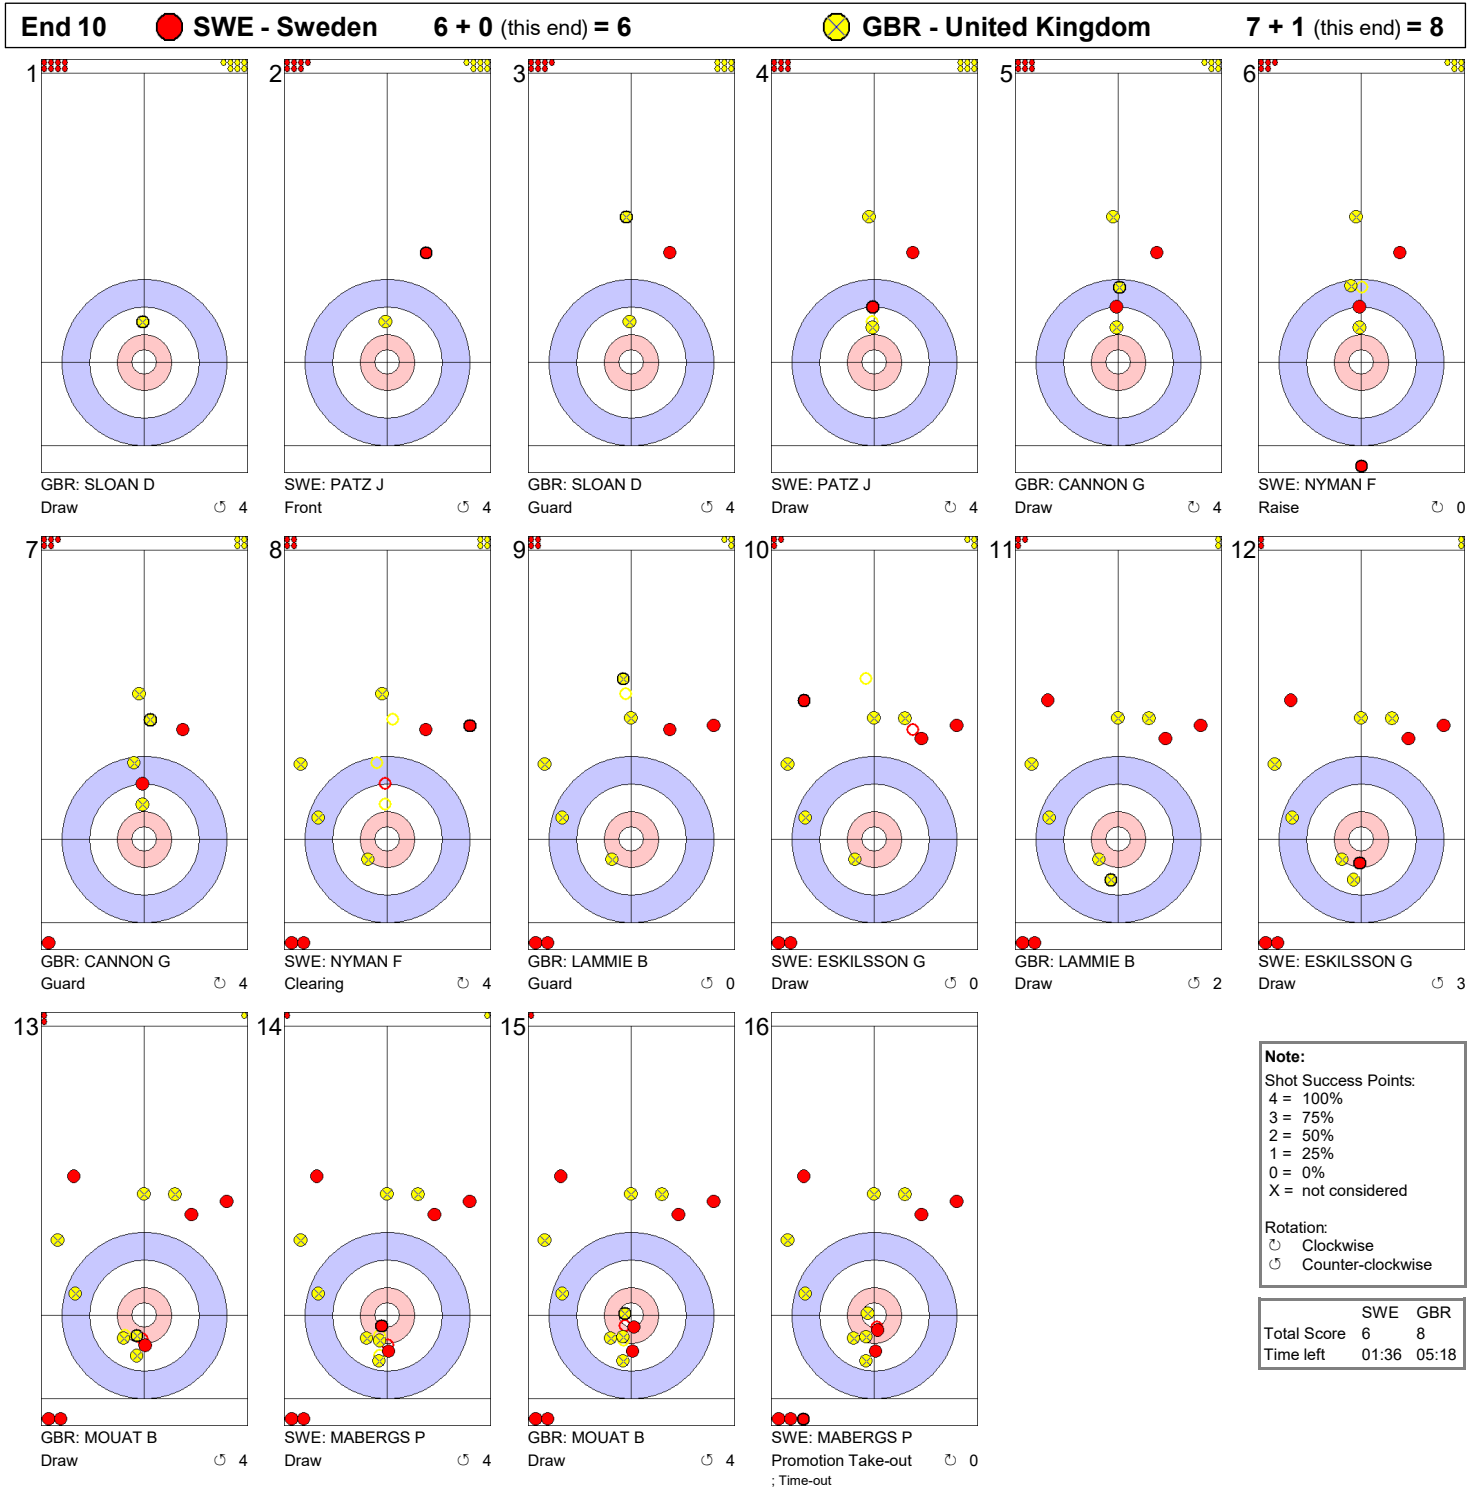 End 10 SWE - Sweden 6 + 0 (this end) = 6 GBR - United Kingdom 7 + 1 (this end) = 8
1 2 3 4 5 6
GBR: SLOAN D SWE: PATZ J GBR: SLOAN D SWE: PATZ J GBR: CANNON G SWE: NYMAN F
Draw ↺ 4 Front ↺ 4 Guard ↺ 4 Draw ↻ 4 Draw ↻ 4 Raise ↻ 0
7 8 9 10 11 12
GBR: CANNON G SWE: NYMAN F GBR: LAMMIE B SWE: ESKILSSON G GBR: LAMMIE B SWE: ESKILSSON G
Guard ↻ 4 Clearing ↻ 4 Guard ↺ 0 Draw ↺ 0 Draw ↺ 2 Draw ↺ 3
13 14 15 16
GBR: MOUAT B SWE: MABERGS P GBR: MOUAT B SWE: MABERGS P
Draw ↺ 4 Draw ↺ 4 Draw ↺ 4 Promotion Take-out ↻ 0
; Time-out
Note:
Shot Success Points:
4 = 100%
3 = 75%
2 = 50%
1 = 25%
0 = 0%
X = not considered
Rotation:
↻ Clockwise
↺ Counter-clockwise
SWE GBR
Total Score 6 8
Time left 01:36 05:18